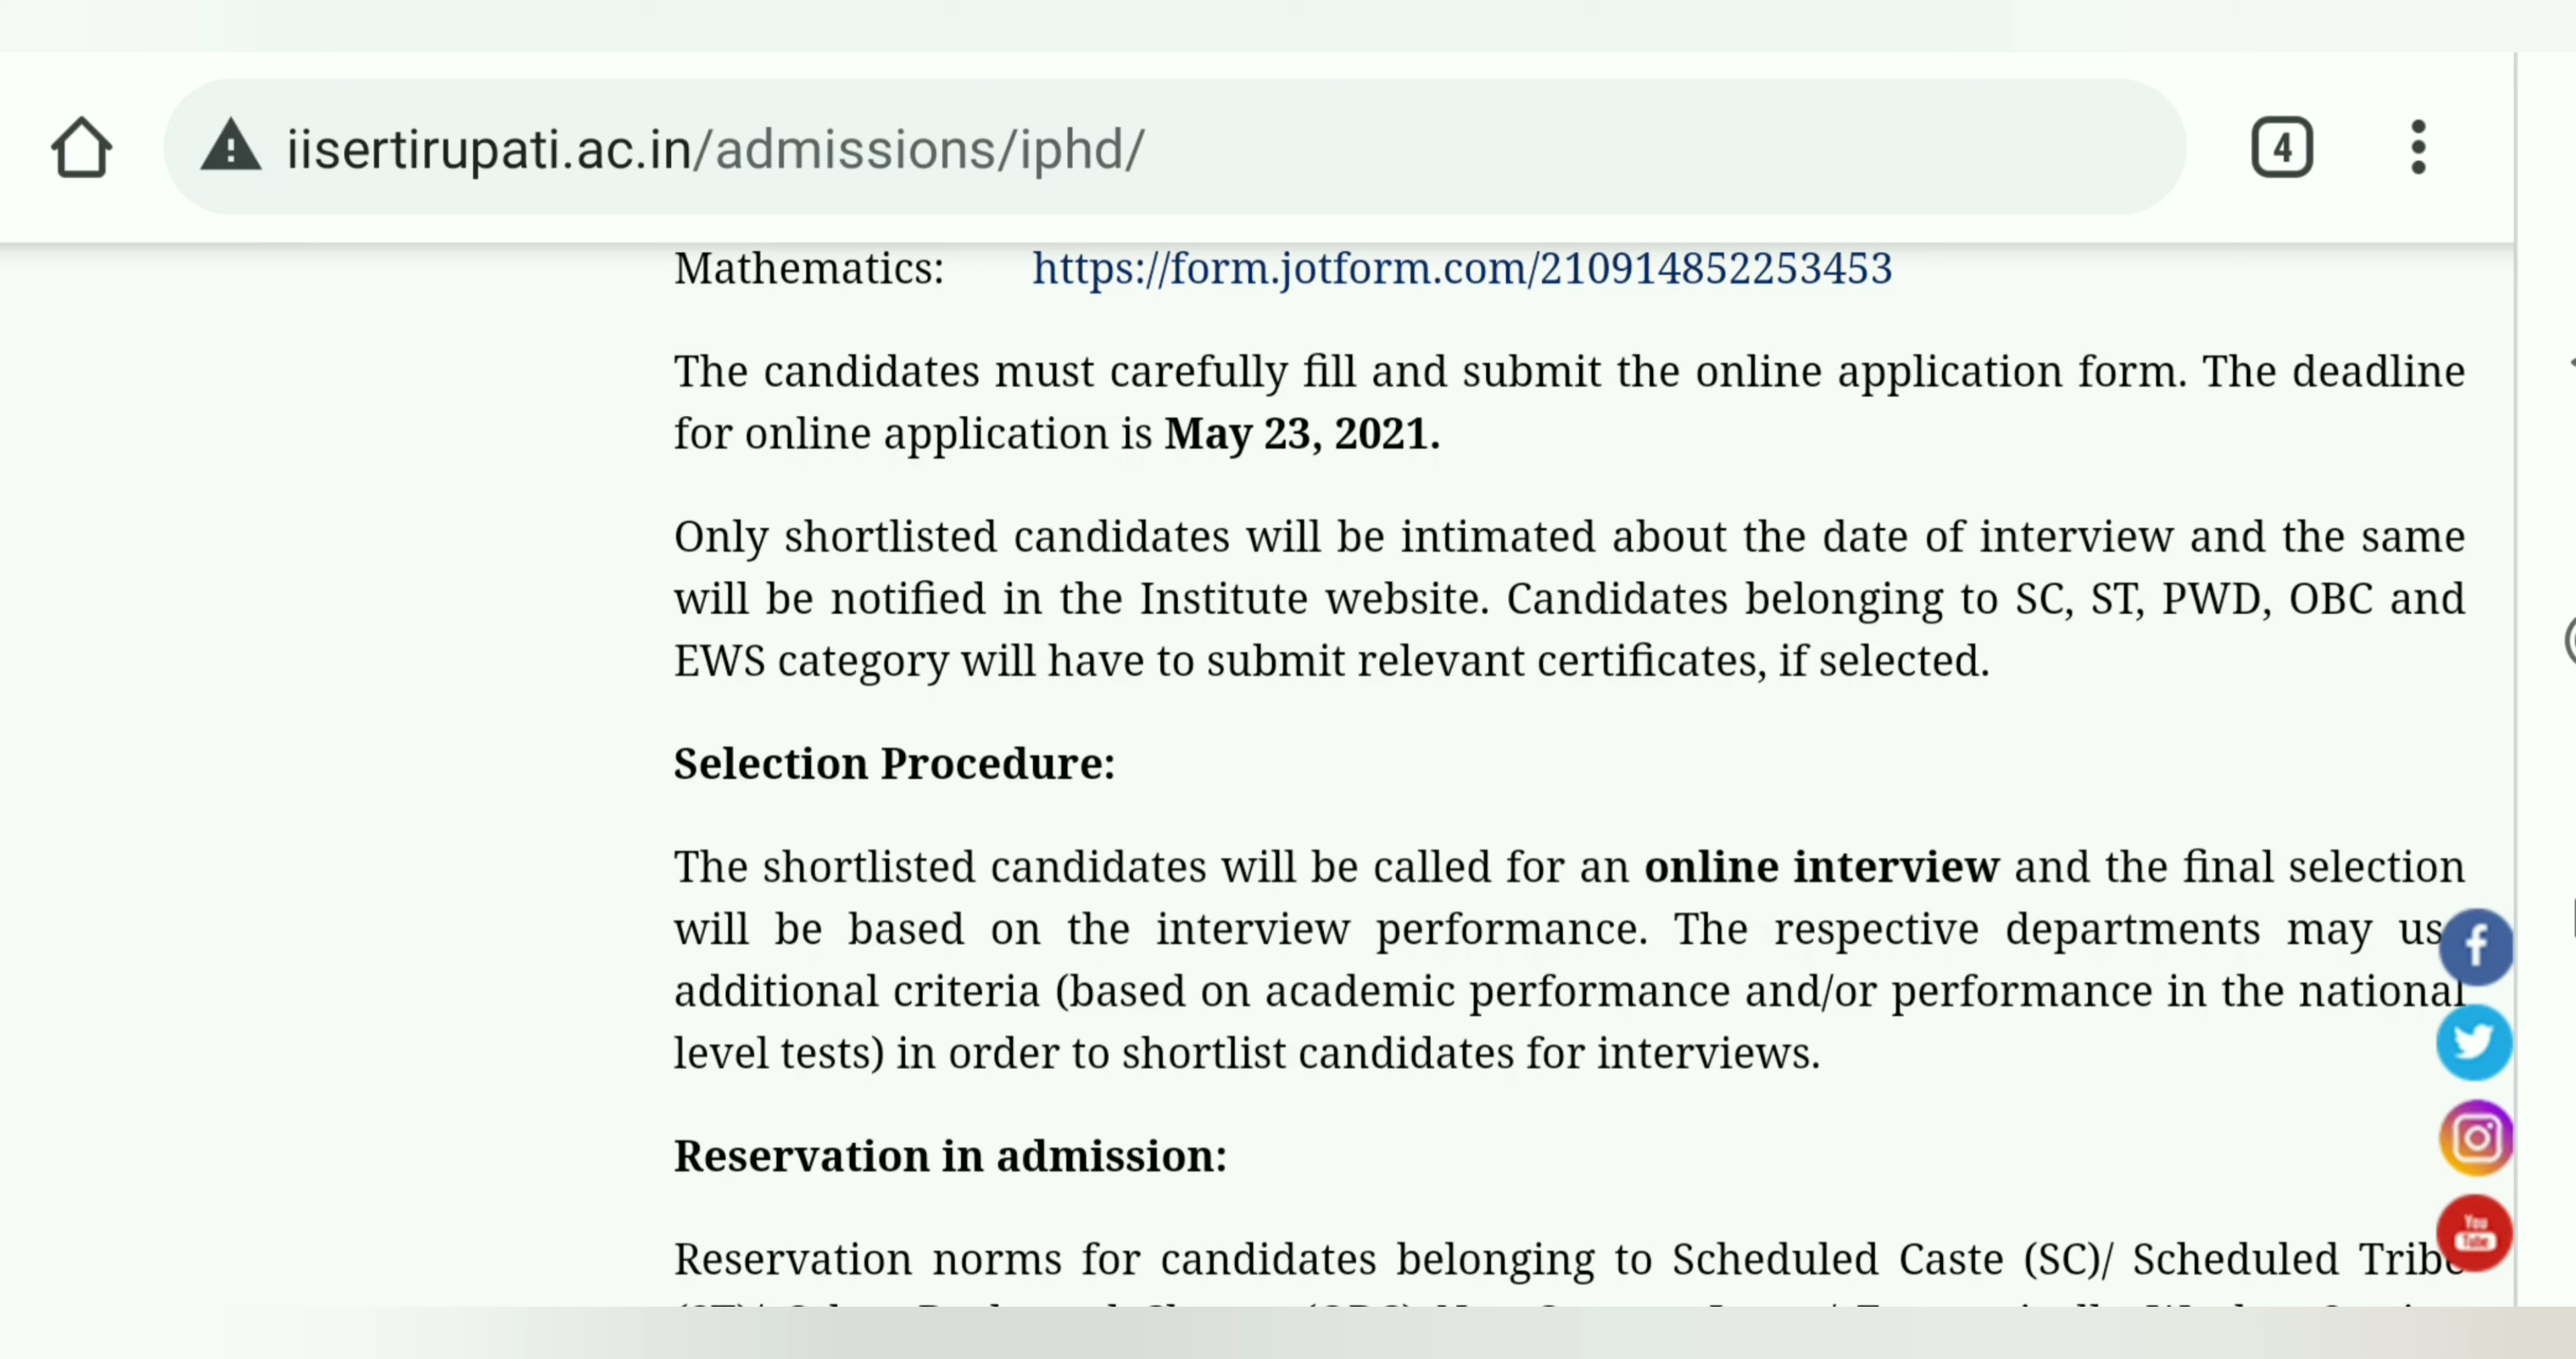 iisertirupati.ac.in/admissions/iphd/
4
Mathematics: https://form.jotform.com/210914852253453
The candidates must carefully fill and submit the online application form. The deadline
for online application is May 23, 2021.
Only shortlisted candidates will be intimated about the date of interview and the same
will be notified in the Institute website. Candidates belonging to SC, ST, PWD, OBC and
EWS category will have to submit relevant certificates, if selected.
Selection Procedure:
The shortlisted candidates will be called for an online interview and the final selection
will be based on the interview performance. The respective departments may
additional criteria (based on academic performance and/or performance in the national
level tests) in order to shortlist candidates for interviews.
Reservation in admission:
Reservation norms for candidates belonging to Scheduled Caste (SC)/ Scheduled Tribe
You
Tube